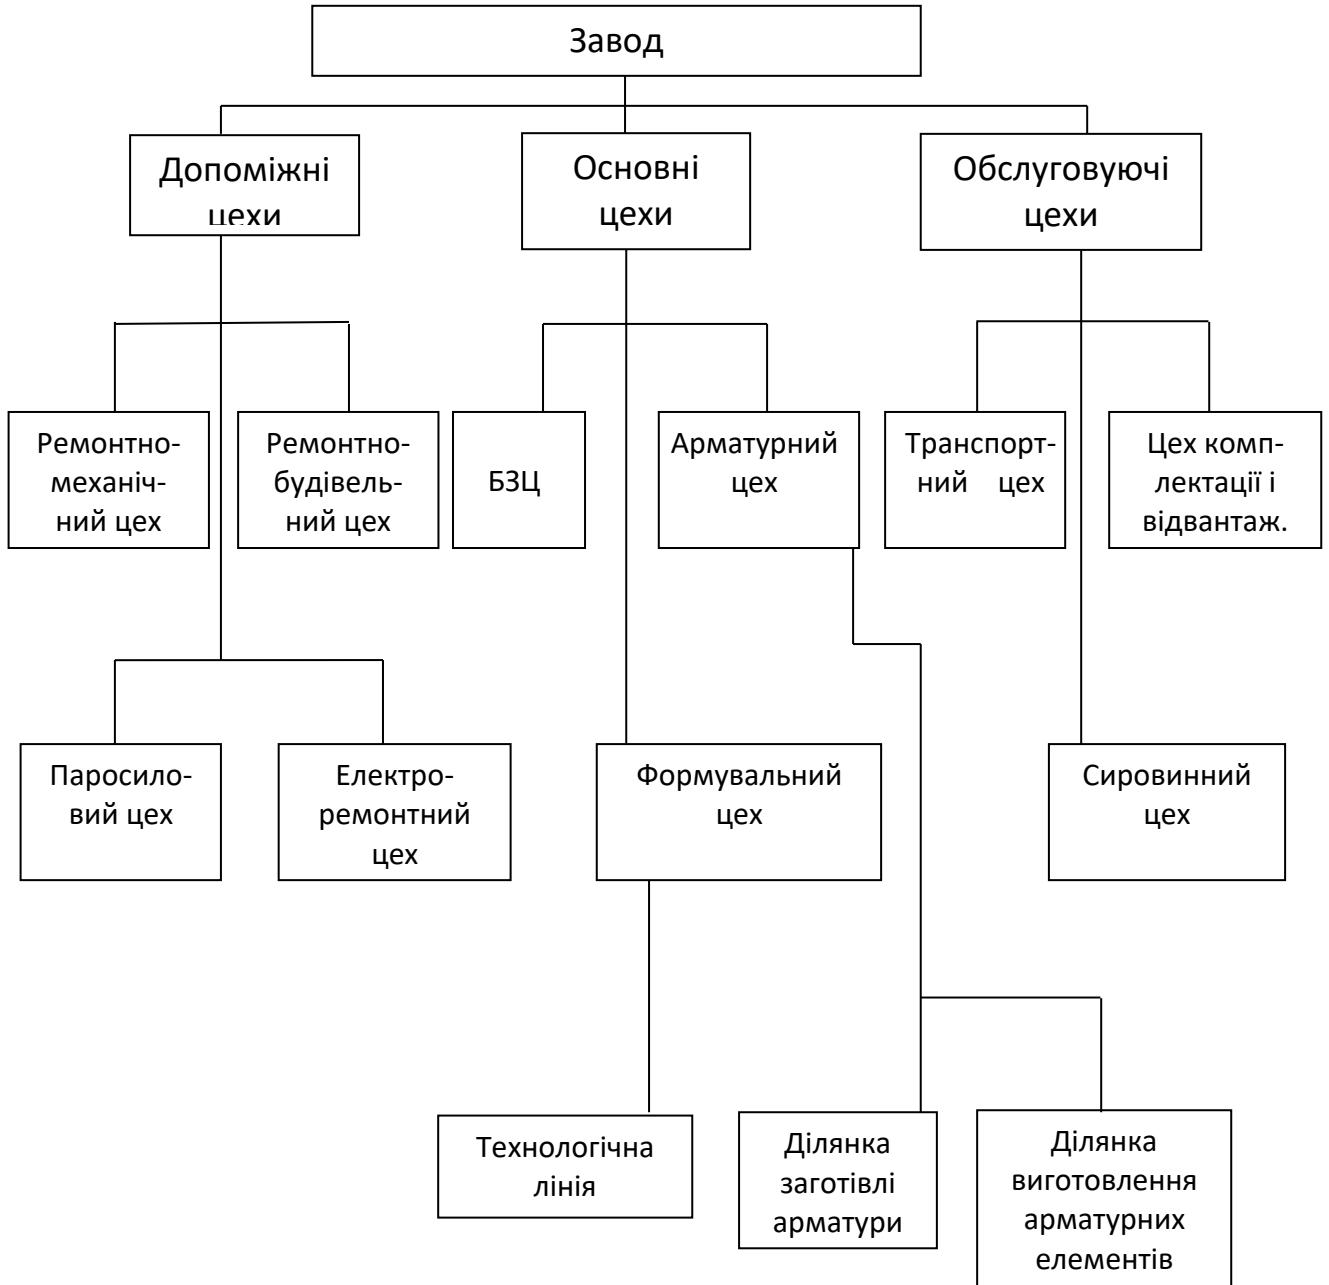 Завод
Допоміжні
цехи
Основні
цехи
Обслуговуючі
цехи
Ремонтно-
механіч-
ний цех
Ремонтно-
будівель-
ний цех
БЗЦ
Арматурний
цех
Транспорт-
ний цех
Цех комп-
лектації і
відвантаж.
Паросило-
вий цех
Електро-
ремонтний
цех
Формувальний
цех
Сировинний
цех
Технологічна
лінія
Ділянка
заготівлі
арматури
Ділянка
виготовлення
арматурних
елементів